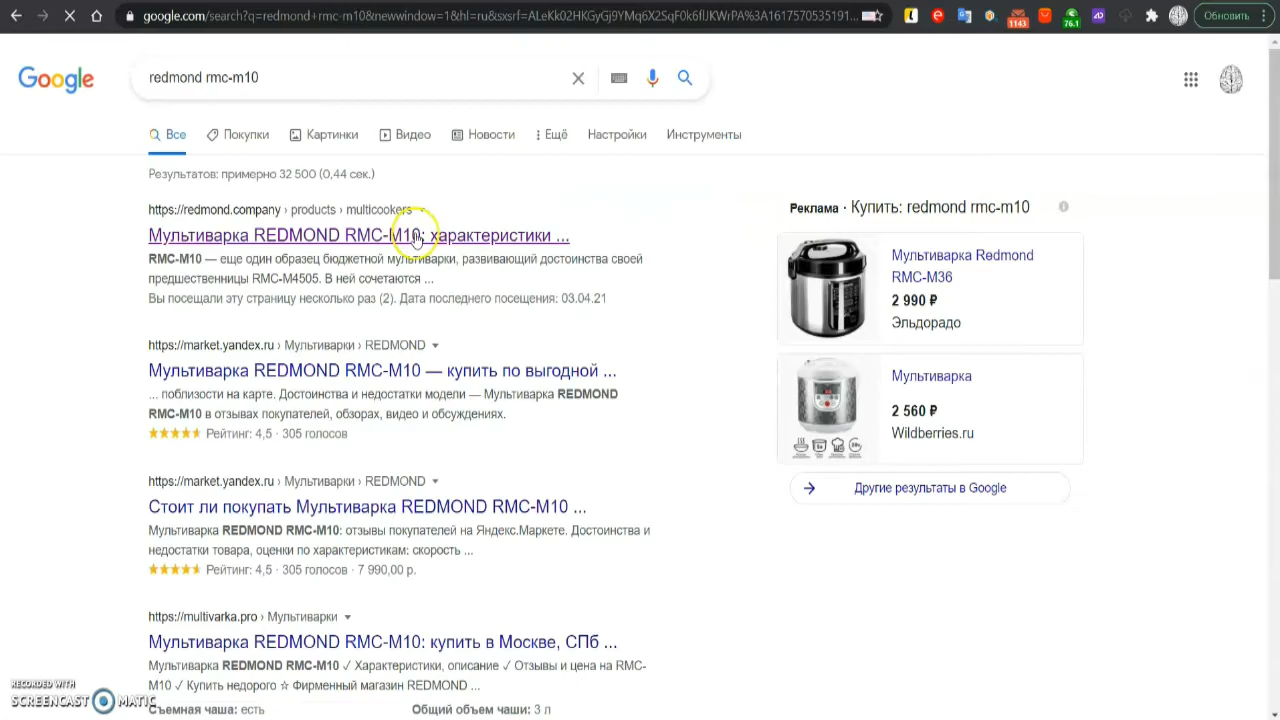 google.com/search?q=redmond+rmc-m10&newwindow=1&hl=ru&sxsrf=ALeKk02HKGyGj9YMq6X2SqF0k6flJKWrPA%3A1617570535191...
1143
76.1
Обновить
Google
redmond rmc-m10
Все
Покупки
Картинки
Видео
Новости
Ещё
Настройки
Инструменты
Результатов: примерно 32 500 (0,44 сек.)
https://redmond.company › products › multicookers
Мультиварка REDMOND RMC-M10: характеристики ...
RMC-M10 — еще один образец бюджетной мультиварки, развивающий достоинства своей
предшественницы RMC-M4505. В ней сочетаются ...
Вы посещали эту страницу несколько раз (2). Дата последнего посещения: 03.04.21
https://market.yandex.ru › Мультиварки › REDMOND
Мультиварка REDMOND RMC-M10 — купить по выгодной ...
... поблизости на карте. Достоинства и недостатки модели — Мультиварка REDMOND
RMC-M10 в отзывах покупателей, обзорах, видео и обсуждениях.
Рейтинг: 4,5 · 305 голосов
https://market.yandex.ru › Мультиварки › REDMOND
Стоит ли покупать Мультиварка REDMOND RMC-M10 ...
Мультиварка REDMOND RMC-M10: отзывы покупателей на Яндекс.Маркете. Достоинства и
недостатки товара, оценки по характеристикам: скорость ...
Рейтинг: 4,5 · 305 голосов · 7 990,00 р.
https://multivarka.pro › Мультиварки
Мультиварка REDMOND RMC-M10: купить в Москве, СПб ...
Мультиварка REDMOND RMC-M10 ✓ Характеристики, описание ✓ Отзывы и цена на RMC-
M10 ✓ Купить недорого ☆ Фирменный магазин REDMOND ...
Съемная чаша: есть
Общий объем чаши: 3 л
Реклама · Купить: redmond rmc-m10
Мультиварка Redmond
RMC-M36
2 990 ₽
Эльдорадо
Мультиварка
2 560 ₽
Wildberries.ru
Другие результаты в Google
RECORDED WITH
SCREENCAST MATIC